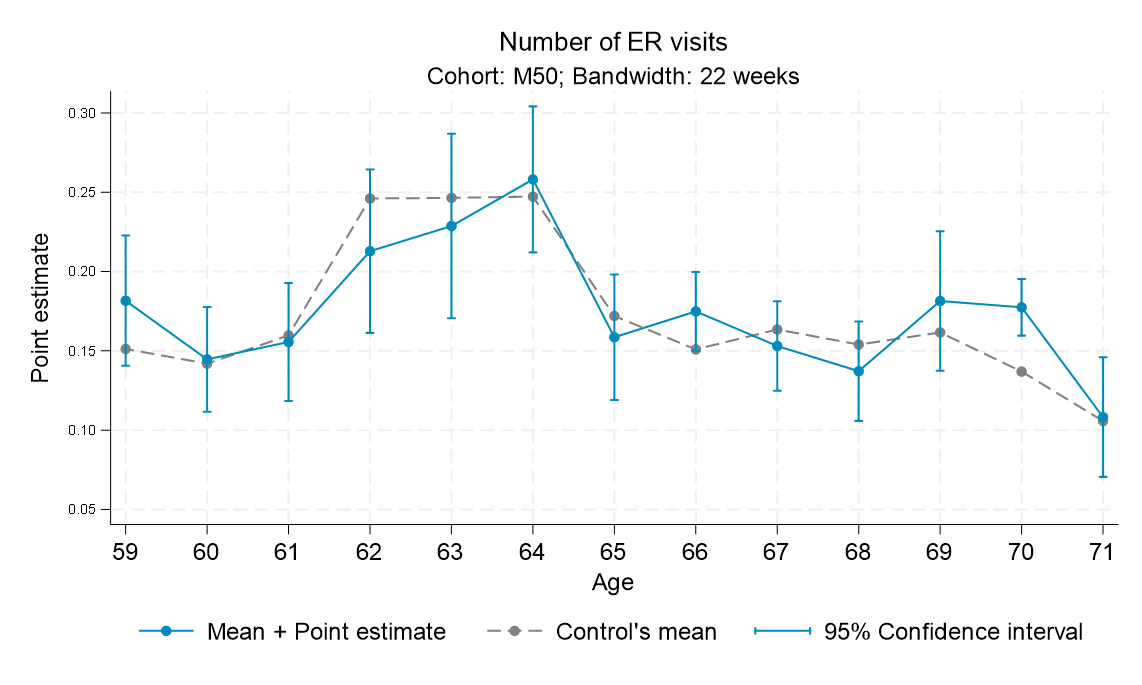 Number of ER visits
Cohort: M50; Bandwidth: 22 weeks
Point estimate
0.30
0.25
0.20
0.15
0.10
0.05
59 60 61 62 63 64 65 66 67 68 69 70 71
Age
Mean + Point estimate Control's mean 95% Confidence interval